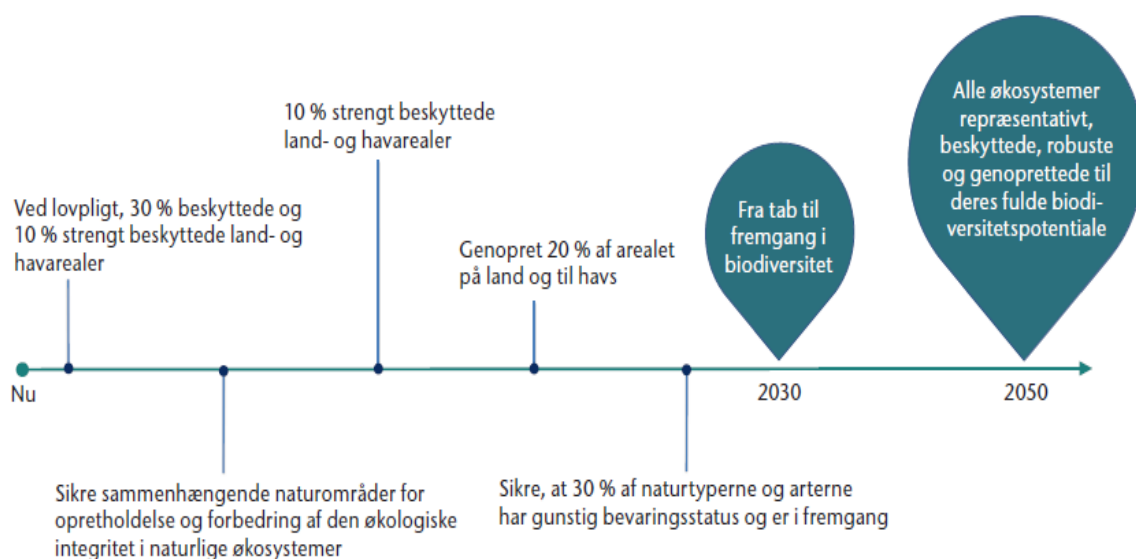 Ved lovpligt, 30 % beskyttede og
10 % strengt beskyttede land- og
havarealer
10 % strengt beskyttede
land- og havarealer
Genopret 20 % af arealet
på land og til havs
Fra tab til
fremgang i
biodiversitet
Alle økosystemer
repræsentativt,
beskyttede, robuste
og genoprettede til
deres fulde biodi-
versitetspotentiale
Nu
2030
2050
Sikre sammenhængende naturområder for
opretholdelse og forbedring af den økologiske
integritet i naturlige økosystemer
Sikre, at 30 % af naturtyperne og arterne
har gunstig bevaringsstatus og er i fremgang